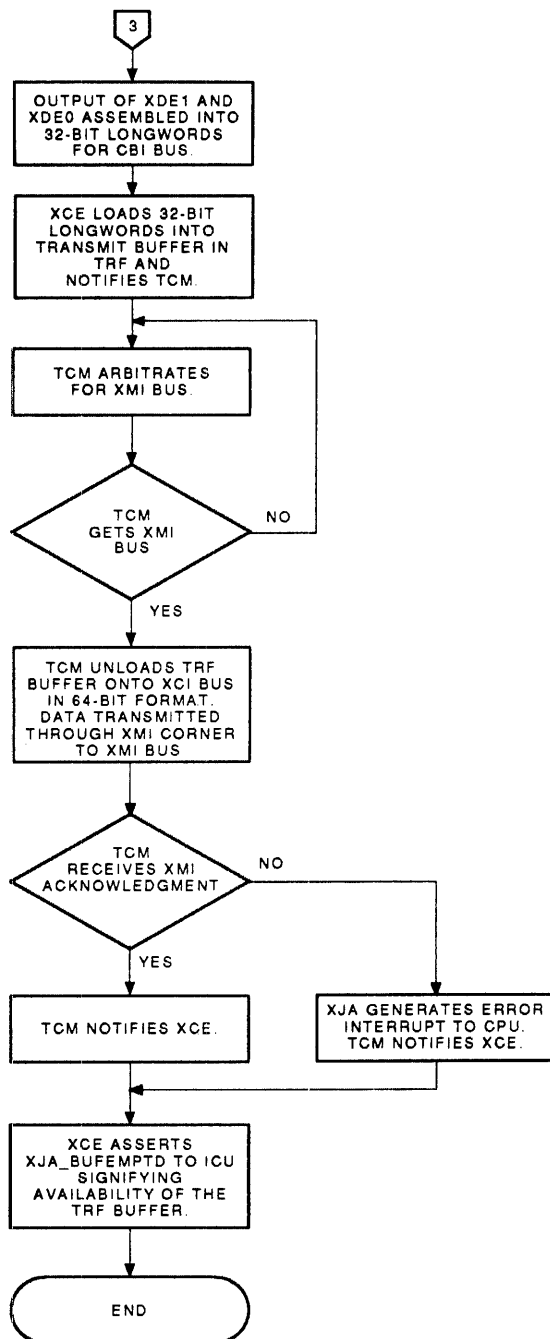 3
OUTPUT OF XDE1 AND
XDE0 ASSEMBLED INTO
32-BIT LONGWORDS
FOR CBI BUS.
XCE LOADS 32-BIT
LONGWORDS INTO
TRANSMIT BUFFER IN
TRF AND
NOTIFIES TCM.
TCM ARBITRATES
FOR XMI BUS.
TCM
GETS XMI
BUS
NO
YES
TCM UNLOADS TRF
BUFFER ONTO XCI BUS
IN 64-BIT FORMAT.
DATA TRANSMITTED
THROUGH XMI CORNER
TO XMI BUS
TCM
RECEIVES XMI
ACKNOWLEDGMENT
NO
YES
TCM NOTIFIES XCE.
XJA GENERATES ERROR
INTERRUPT TO CPU.
TCM NOTIFIES XCE.
XCE ASSERTS
XJA_BUFEMPTD TO ICU
SIGNIFYING
AVAILABILITY OF THE
TRF BUFFER.
END